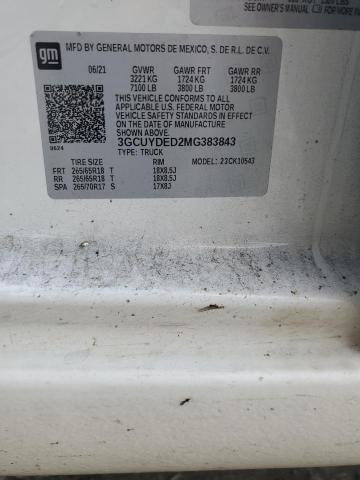 SEE OWNER'S MANUAL
gm
MFD BY GENERAL MOTORS DE MEXICO, S. DE R.L. DE C.V.
06/21 GVWR GAWR FRT GAWR RR
3221 KG 1724 KG 1724 KG
7100 LB 3800 LB 3800 LB
THIS VEHICLE CONFORMS TO ALL
APPLICABLE U.S. FEDERAL MOTOR
VEHICLE SAFETY STANDARDS IN EFFECT
ON THE DATE OF MANUFACTURE
SHOWN ABOVE.
3GCUYDED2MG383843
9624 TYPE: TRUCK
TIRE SIZE RIM MODEL: 23CK10543
FRT 265/65R18 T 18X8.5J
RR 265/65R18 T 18X8.5J
SPA 265/70R17 S 17X8J